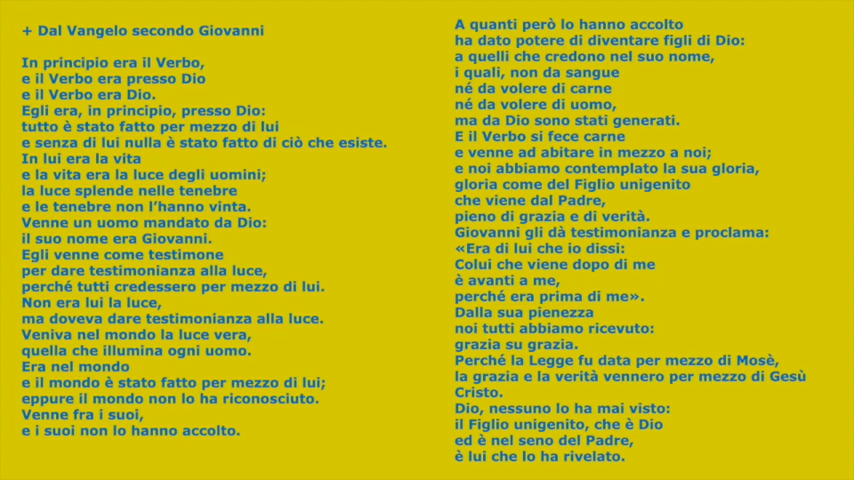 + Dal Vangelo secondo Giovanni
In principio era il Verbo,
e il Verbo era presso Dio
e il Verbo era Dio.
Egli era, in principio, presso Dio:
tutto è stato fatto per mezzo di lui
e senza di lui nulla è stato fatto di ciò che esiste.
In lui era la vita
e la vita era la luce degli uomini;
la luce splende nelle tenebre
e le tenebre non l'hanno vinta.
Venne un uomo mandato da Dio:
il suo nome era Giovanni.
Egli venne come testimone
per dare testimonianza alla luce,
perché tutti credessero per mezzo di lui.
Non era lui la luce,
ma doveva dare testimonianza alla luce.
Veniva nel mondo la luce vera,
quella che illumina ogni uomo.
Era nel mondo
e il mondo è stato fatto per mezzo di lui;
eppure il mondo non lo ha riconosciuto.
Venne fra i suoi,
e i suoi non lo hanno accolto.
A quanti però lo hanno accolto
ha dato potere di diventare figli di Dio:
a quelli che credono nel suo nome,
i quali, non da sangue
né da volere di carne
né da volere di uomo,
ma da Dio sono stati generati.
E il Verbo si fece carne
e venne ad abitare in mezzo a noi;
e noi abbiamo contemplato la sua gloria,
gloria come del Figlio unigenito
che viene dal Padre,
pieno di grazia e di verità.
Giovanni gli dà testimonianza e proclama:
«Era di lui che io dissi:
Colui che viene dopo di me
è avanti a me,
perché era prima di me».
Dalla sua pienezza
noi tutti abbiamo ricevuto:
grazia su grazia.
Perché la Legge fu data per mezzo di Mosè,
la grazia e la verità vennero per mezzo di Gesù
Cristo.
Dio, nessuno lo ha mai visto:
il Figlio unigenito, che è Dio
ed è nel seno del Padre,
è lui che lo ha rivelato.